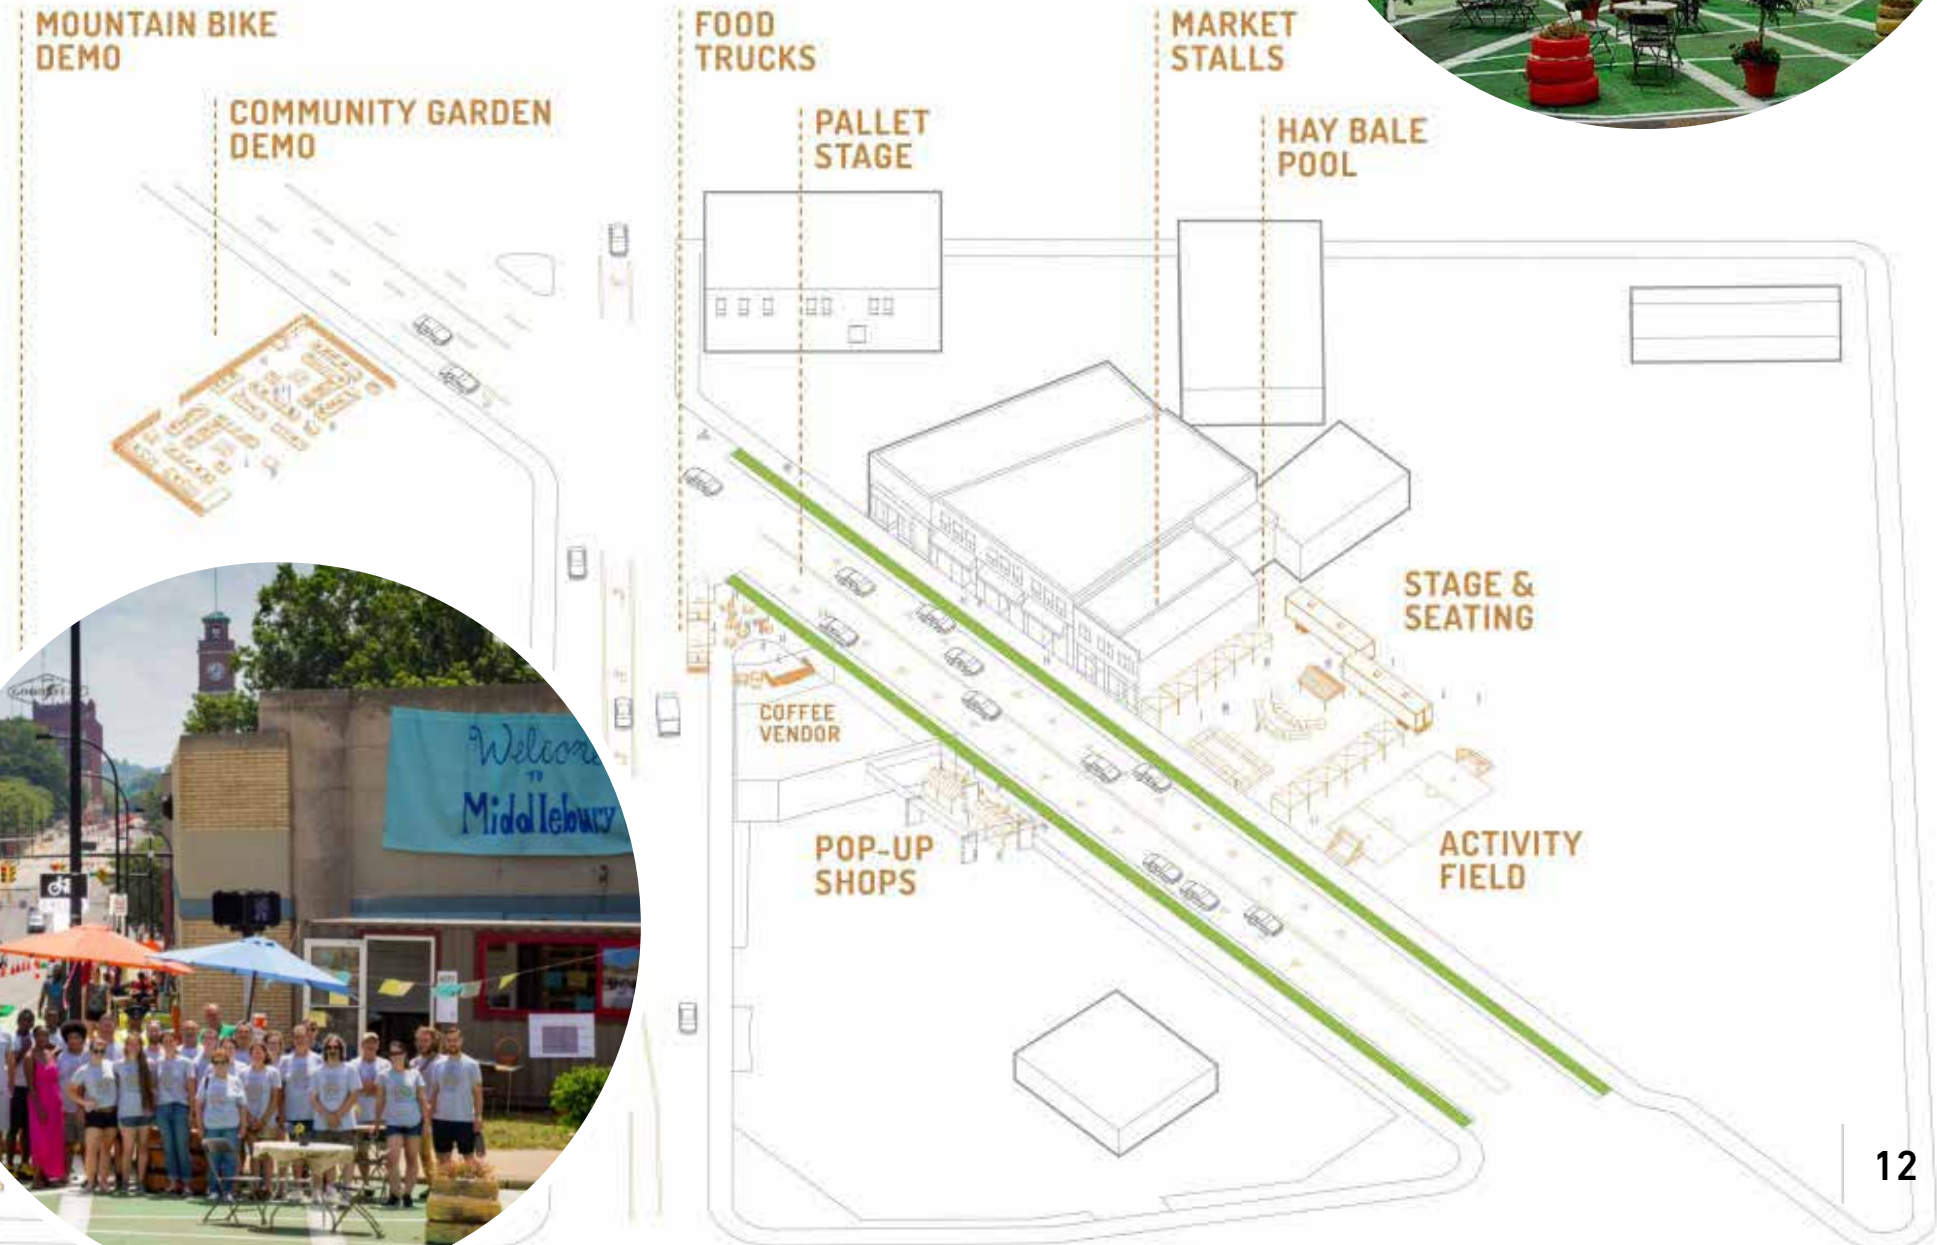 MOUNTAIN BIKE
DEMO
COMMUNITY GARDEN
DEMO
FOOD
TRUCKS
PALLET
STAGE
MARKET
STALLS
HAY BALE
POOL
STAGE &
SEATING
COFFEE
VENDOR
POP-UP
SHOPS
ACTIVITY
FIELD
Welcome
TO
Middlebury
12